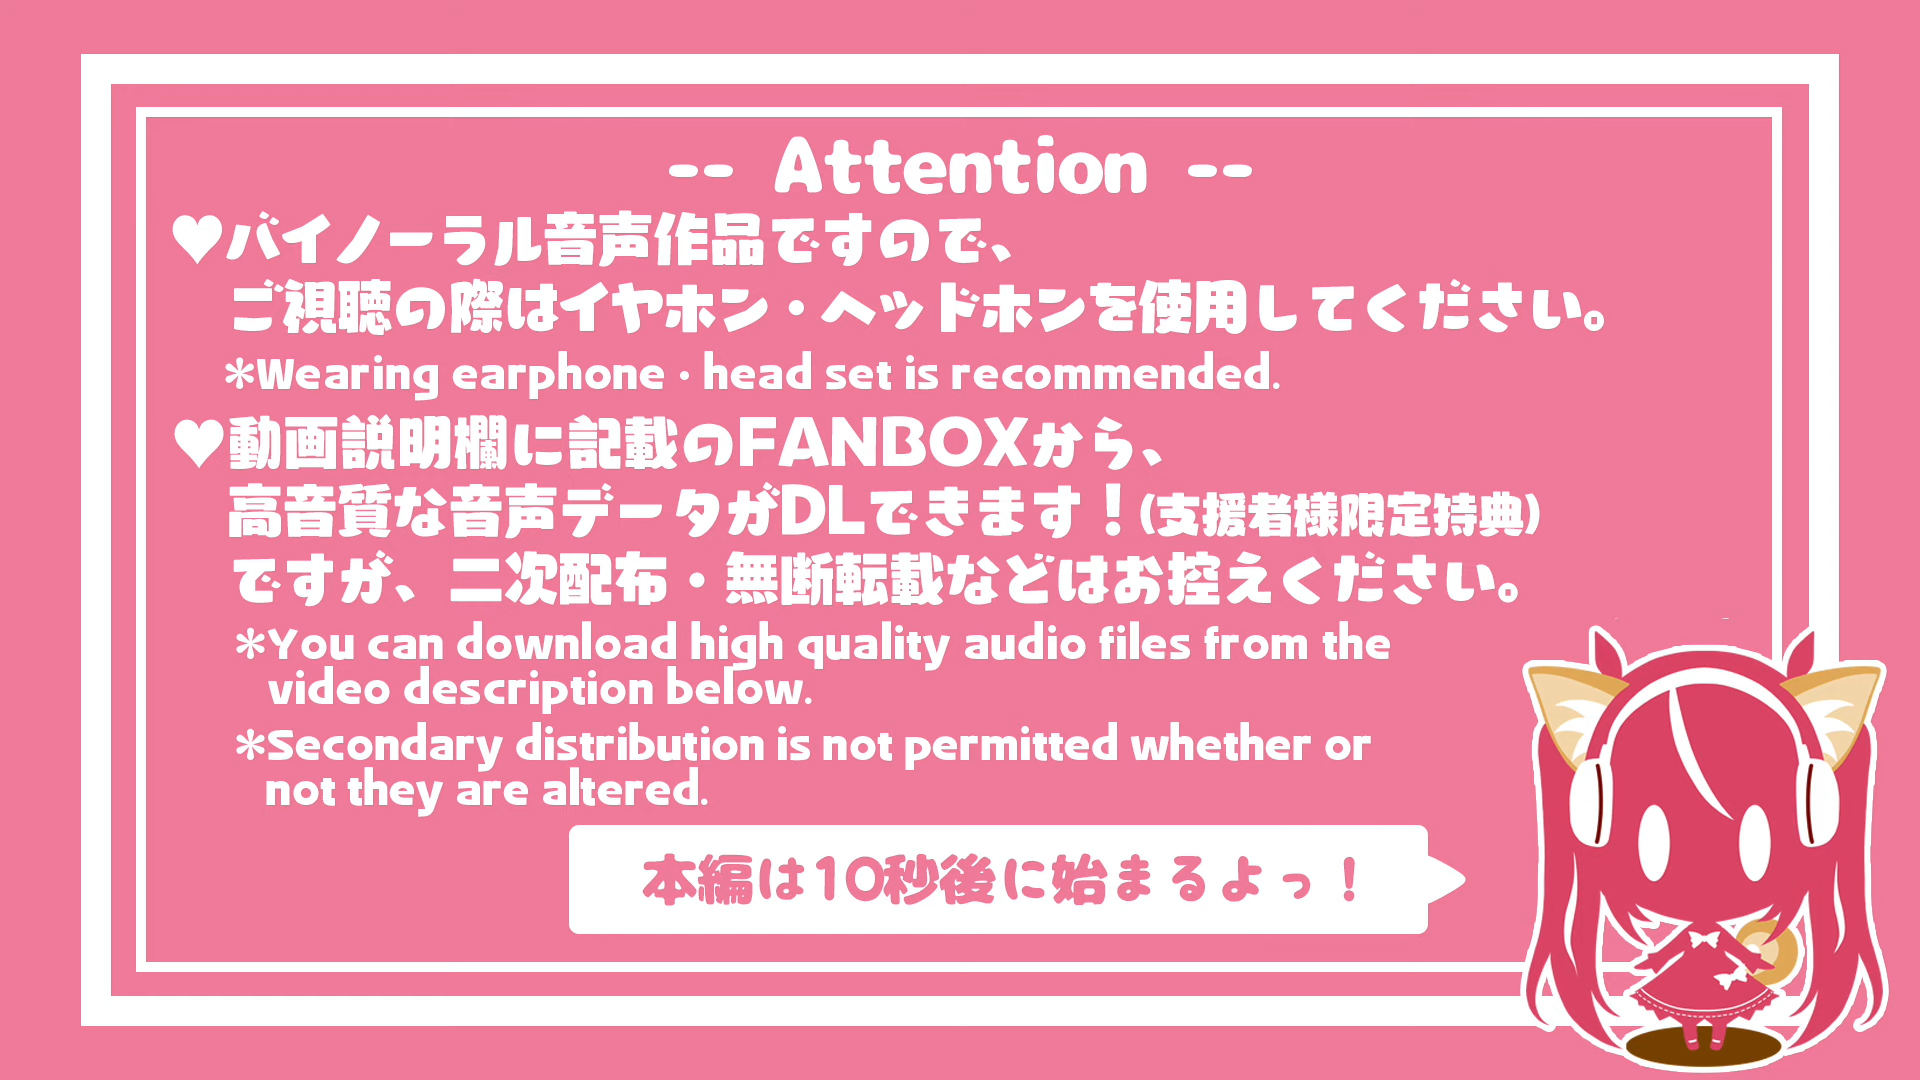 -- Attention --
♥バイノーラル音声作品ですので、
ご視聴の際はイヤホン・ヘッドホンを使用してください。
＊Wearing earphone・head set is recommended.
♥動画説明欄に記載のFANBOXから、
高音質な音声データがDLできます！(支援者様限定特典)
ですが、二次配布・無断転載などはお控えください。
＊You can download high quality audio files from the
video description below.
＊Secondary distribution is not permitted whether or
not they are altered.
本編は10秒後に始まるよっ！